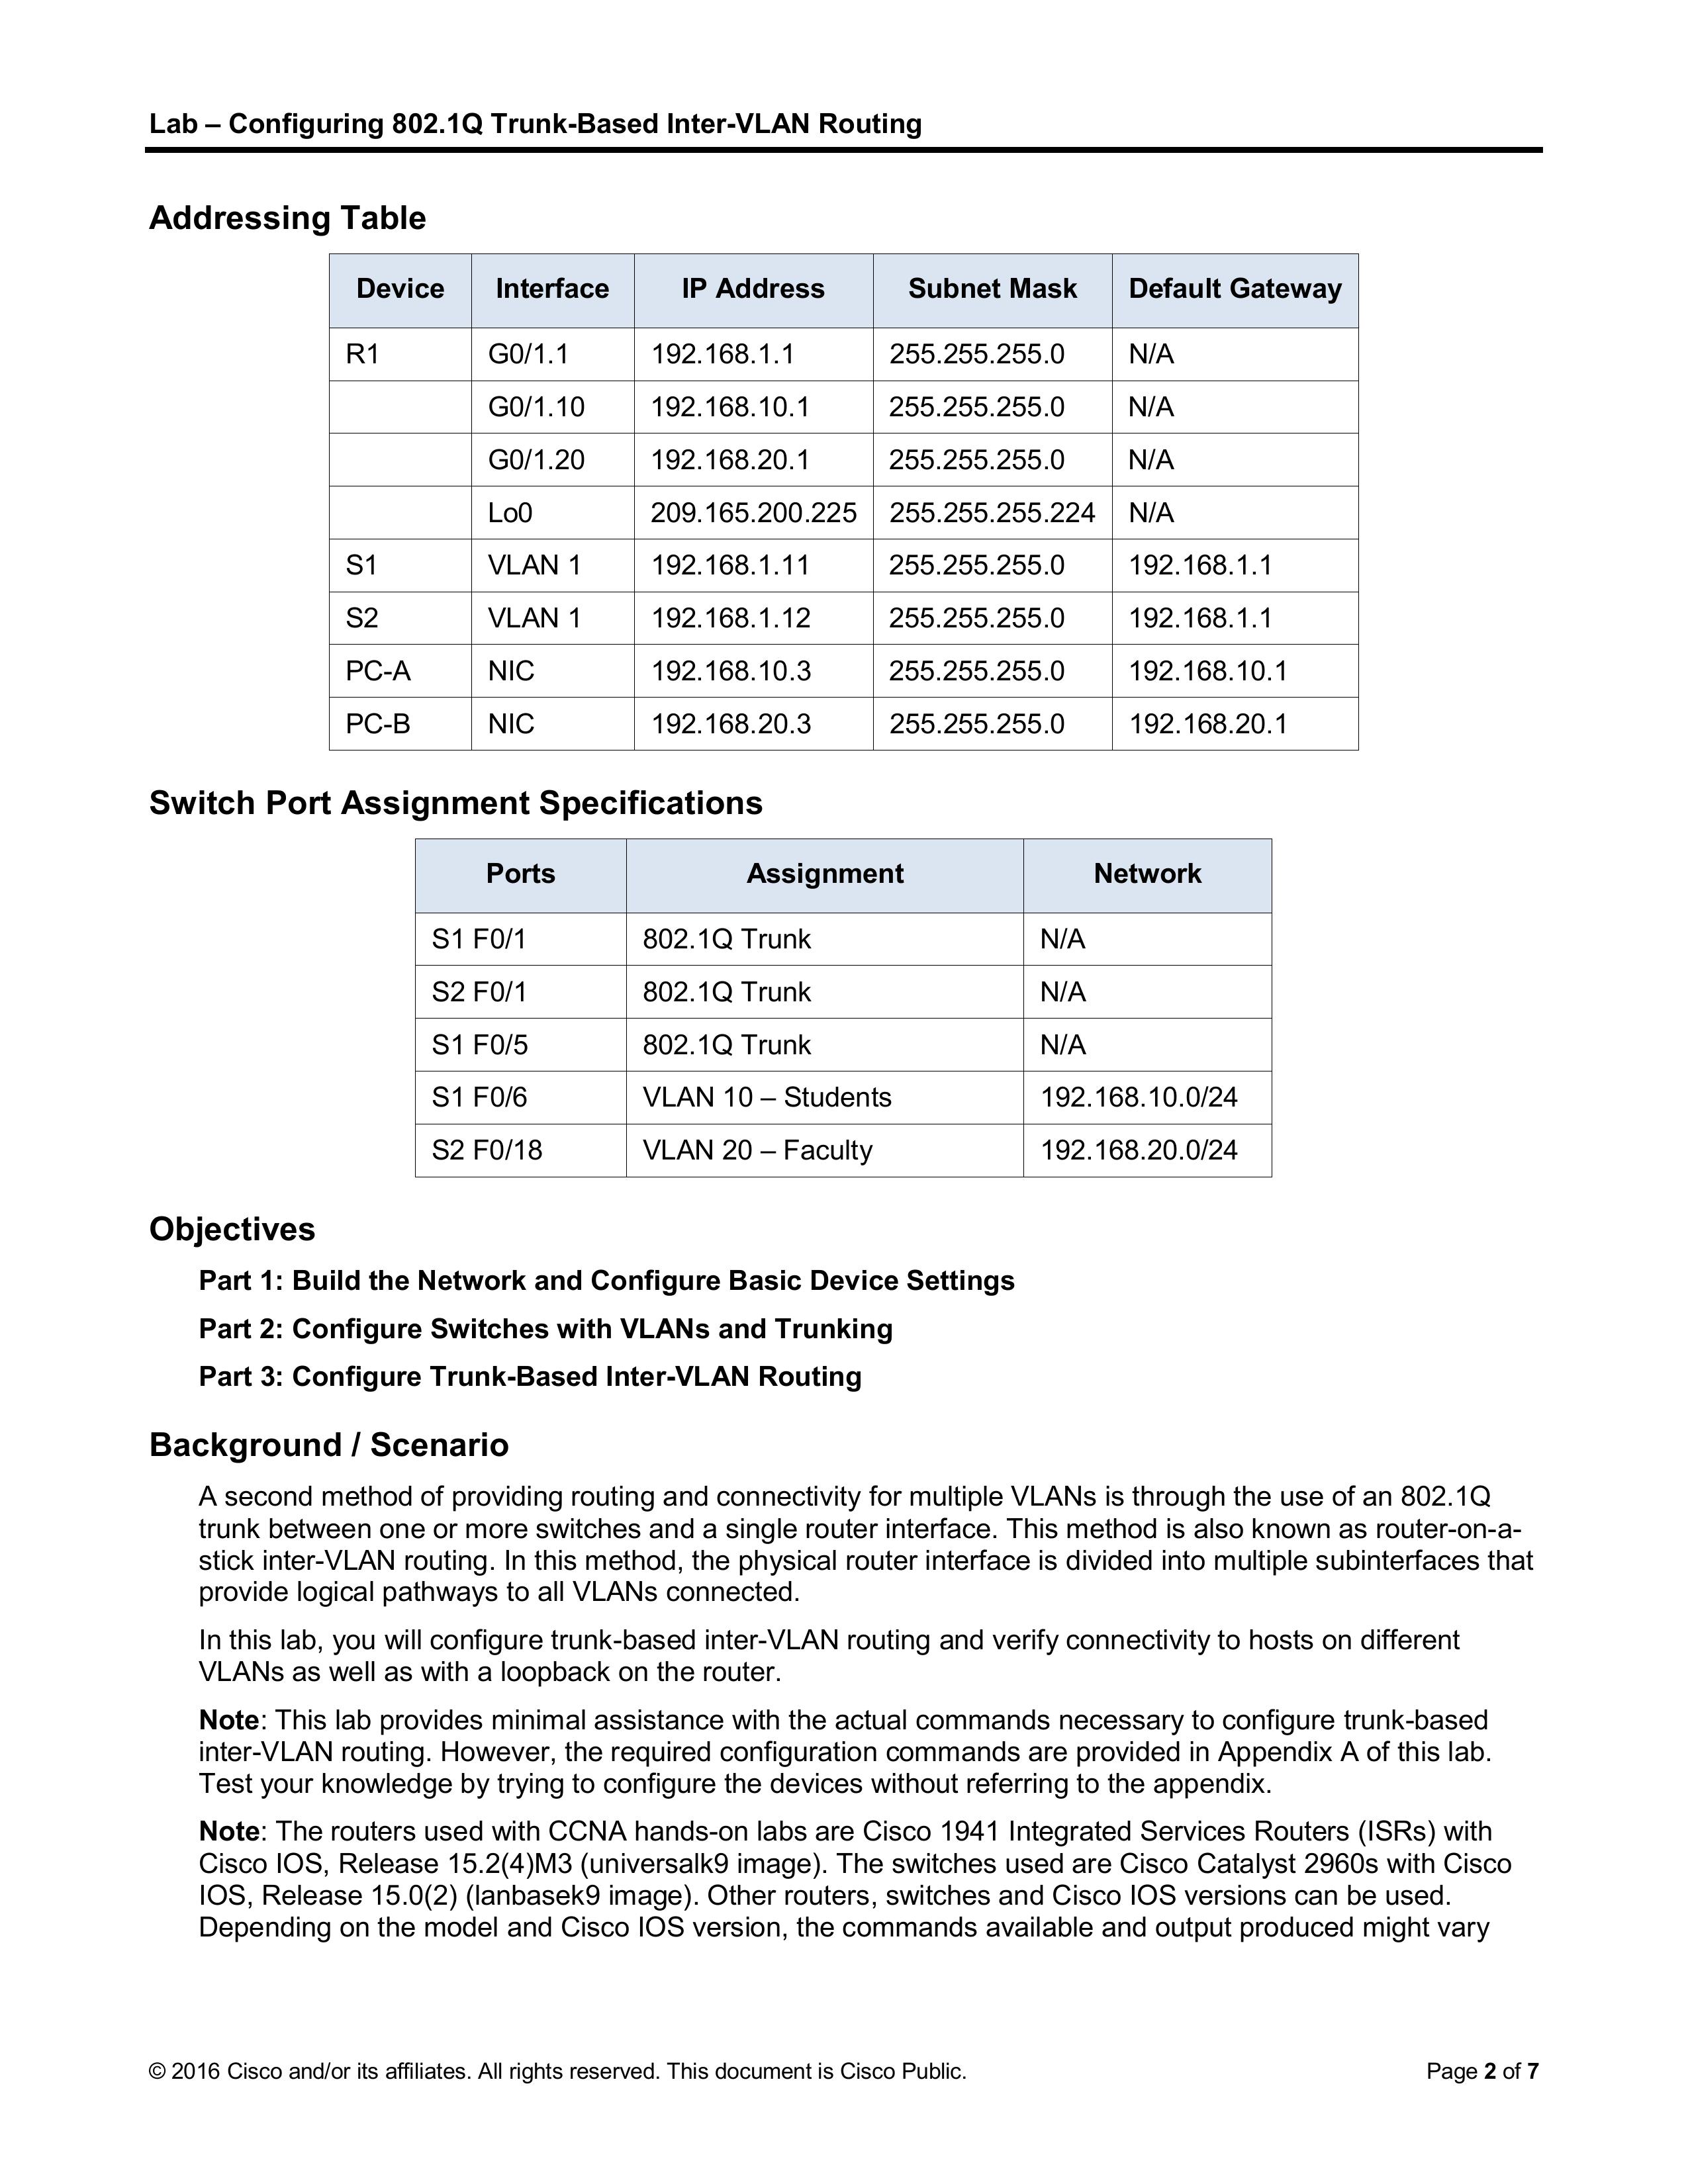 Lab – Configuring 802.1Q Trunk-Based Inter-VLAN Routing
Addressing Table
Device Interface IP Address Subnet Mask Default Gateway
R1 G0/1.1 192.168.1.1 255.255.255.0 N/A
G0/1.10 192.168.10.1 255.255.255.0 N/A
G0/1.20 192.168.20.1 255.255.255.0 N/A
Lo0 209.165.200.225 255.255.255.224 N/A
S1 VLAN 1 192.168.1.11 255.255.255.0 192.168.1.1
S2 VLAN 1 192.168.1.12 255.255.255.0 192.168.1.1
PC-A NIC 192.168.10.3 255.255.255.0 192.168.10.1
PC-B NIC 192.168.20.3 255.255.255.0 192.168.20.1
Switch Port Assignment Specifications
Ports Assignment Network
S1 F0/1 802.1Q Trunk N/A
S2 F0/1 802.1Q Trunk N/A
S1 F0/5 802.1Q Trunk N/A
S1 F0/6 VLAN 10 – Students 192.168.10.0/24
S2 F0/18 VLAN 20 – Faculty 192.168.20.0/24
Objectives
Part 1: Build the Network and Configure Basic Device Settings
Part 2: Configure Switches with VLANs and Trunking
Part 3: Configure Trunk-Based Inter-VLAN Routing
Background / Scenario
A second method of providing routing and connectivity for multiple VLANs is through the use of an 802.1Q
trunk between one or more switches and a single router interface. This method is also known as router-on-a-
stick inter-VLAN routing. In this method, the physical router interface is divided into multiple subinterfaces that
provide logical pathways to all VLANs connected.
In this lab, you will configure trunk-based inter-VLAN routing and verify connectivity to hosts on different
VLANs as well as with a loopback on the router.
Note: This lab provides minimal assistance with the actual commands necessary to configure trunk-based
inter-VLAN routing. However, the required configuration commands are provided in Appendix A of this lab.
Test your knowledge by trying to configure the devices without referring to the appendix.
Note: The routers used with CCNA hands-on labs are Cisco 1941 Integrated Services Routers (ISRs) with
Cisco IOS, Release 15.2(4)M3 (universalk9 image). The switches used are Cisco Catalyst 2960s with Cisco
IOS, Release 15.0(2) (lanbasek9 image). Other routers, switches and Cisco IOS versions can be used.
Depending on the model and Cisco IOS version, the commands available and output produced might vary
© 2016 Cisco and/or its affiliates. All rights reserved. This document is Cisco Public. Page 2 of 7